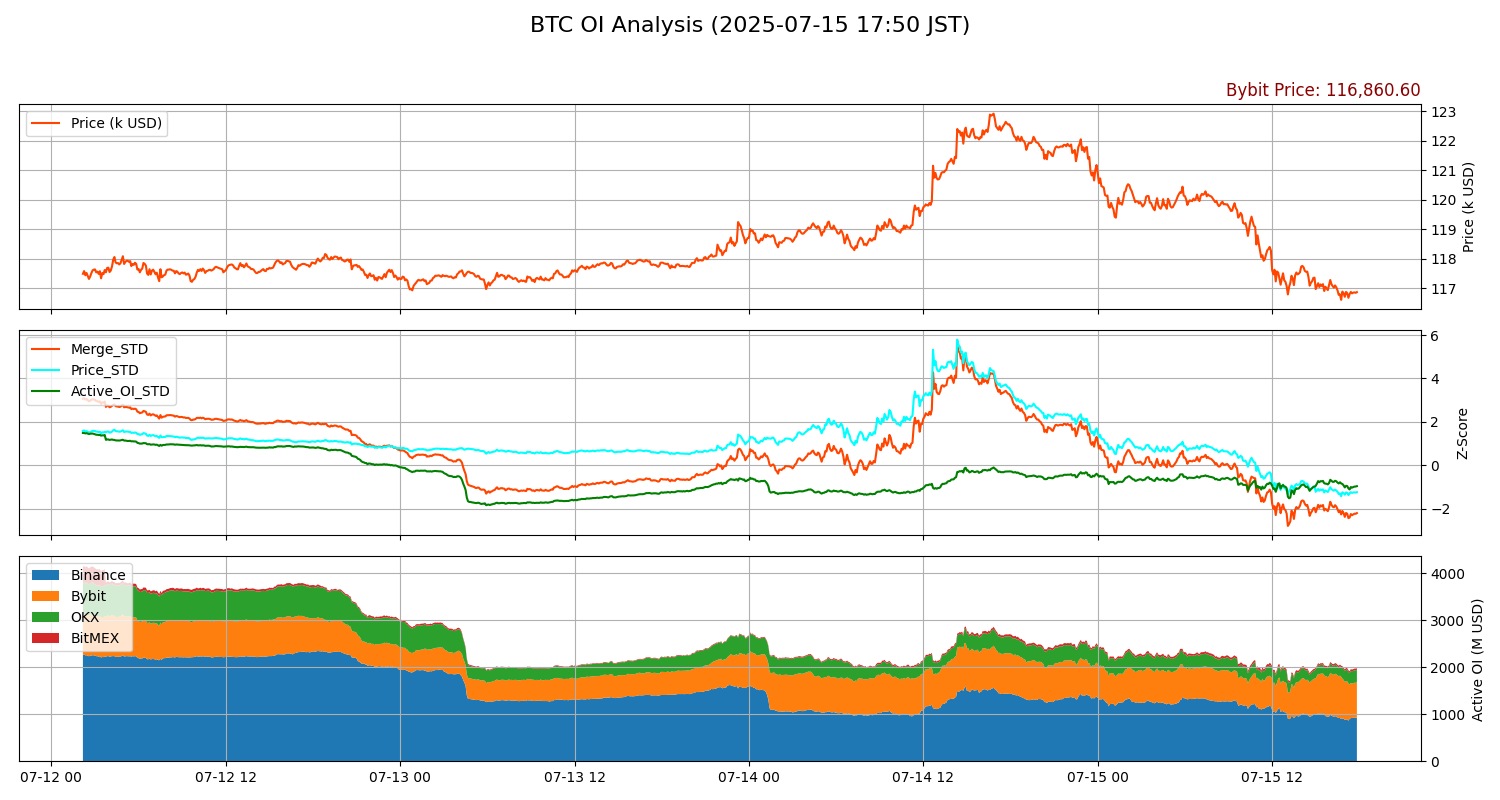 BTC OI Analysis (2025-07-15 17:50 JST)
Bybit Price: 116,860.60
Price (k USD)
123
122
121
120
119
118
117
Price (k USD)
Merge_STD
Price_STD
Active_OI_STD
6
4
2
0
−2
Z-Score
Binance
Bybit
OKX
BitMEX
4000
3000
2000
1000
0
Active OI (M USD)
07-12 00 07-12 12 07-13 00 07-13 12 07-14 00 07-14 12 07-15 00 07-15 12